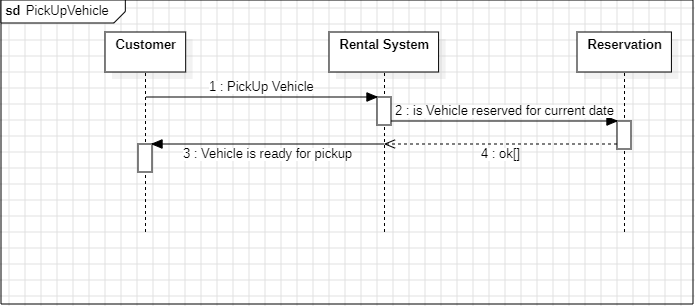 sd PickUpVehicle
Customer
Rental System
Reservation
1 : PickUp Vehicle
2 : is Vehicle reserved for current date
3 : Vehicle is ready for pickup
4 : ok[]